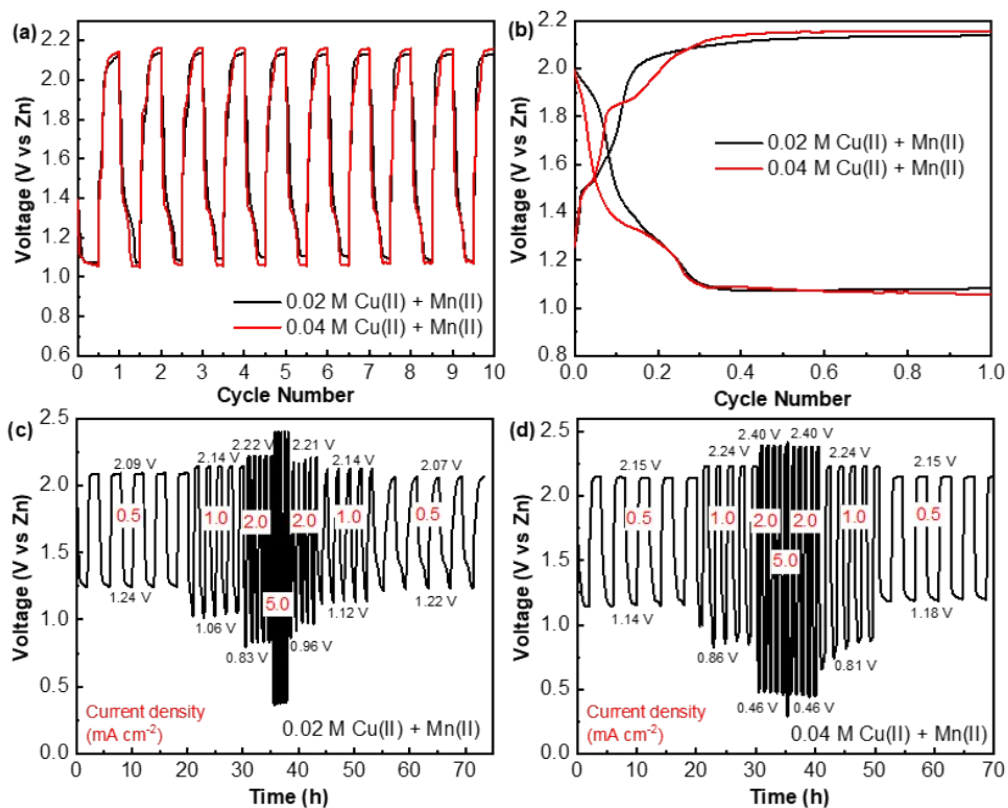 (a)
2.2
2.0
1.8
1.6
1.4
1.2
1.0
0.8
0.6
Voltage (V vs Zn)
0.02 M Cu(II) + Mn(II)
0.04 M Cu(II) + Mn(II)
0 1 2 3 4 5 6 7 8 9 10
Cycle Number
(b)
2.2
2.0
1.8
1.6
1.4
1.2
1.0
0.8
Voltage (V vs Zn)
0.02 M Cu(II) + Mn(II)
0.04 M Cu(II) + Mn(II)
0.0 0.2 0.4 0.6 0.8 1.0
Cycle Number
(c)
2.5
2.0
1.5
1.0
0.5
0.0
Voltage (V vs Zn)
2.09 V 2.14 V 2.22 V 2.21 V 2.14 V 2.07 V
0.5 1.0 2.0 2.0 1.0 0.5
5.0
1.24 V 1.06 V 0.83 V 0.96 V 1.12 V 1.22 V
Current density
(mA cm-2)
0.02 M Cu(II) + Mn(II)
0 10 20 30 40 50 60 70
Time (h)
(d)
2.5
2.0
1.5
1.0
0.5
0.0
Voltage (V vs Zn)
2.15 V 2.24 V 2.40 V 2.40 V 2.24 V 2.15 V
0.5 1.0 2.0 2.0 1.0 0.5
5.0
1.14 V 0.86 V 0.46 V 0.46 V 0.81 V 1.18 V
Current density
(mA cm-2)
0.04 M Cu(II) + Mn(II)
0 10 20 30 40 50 60 70
Time (h)